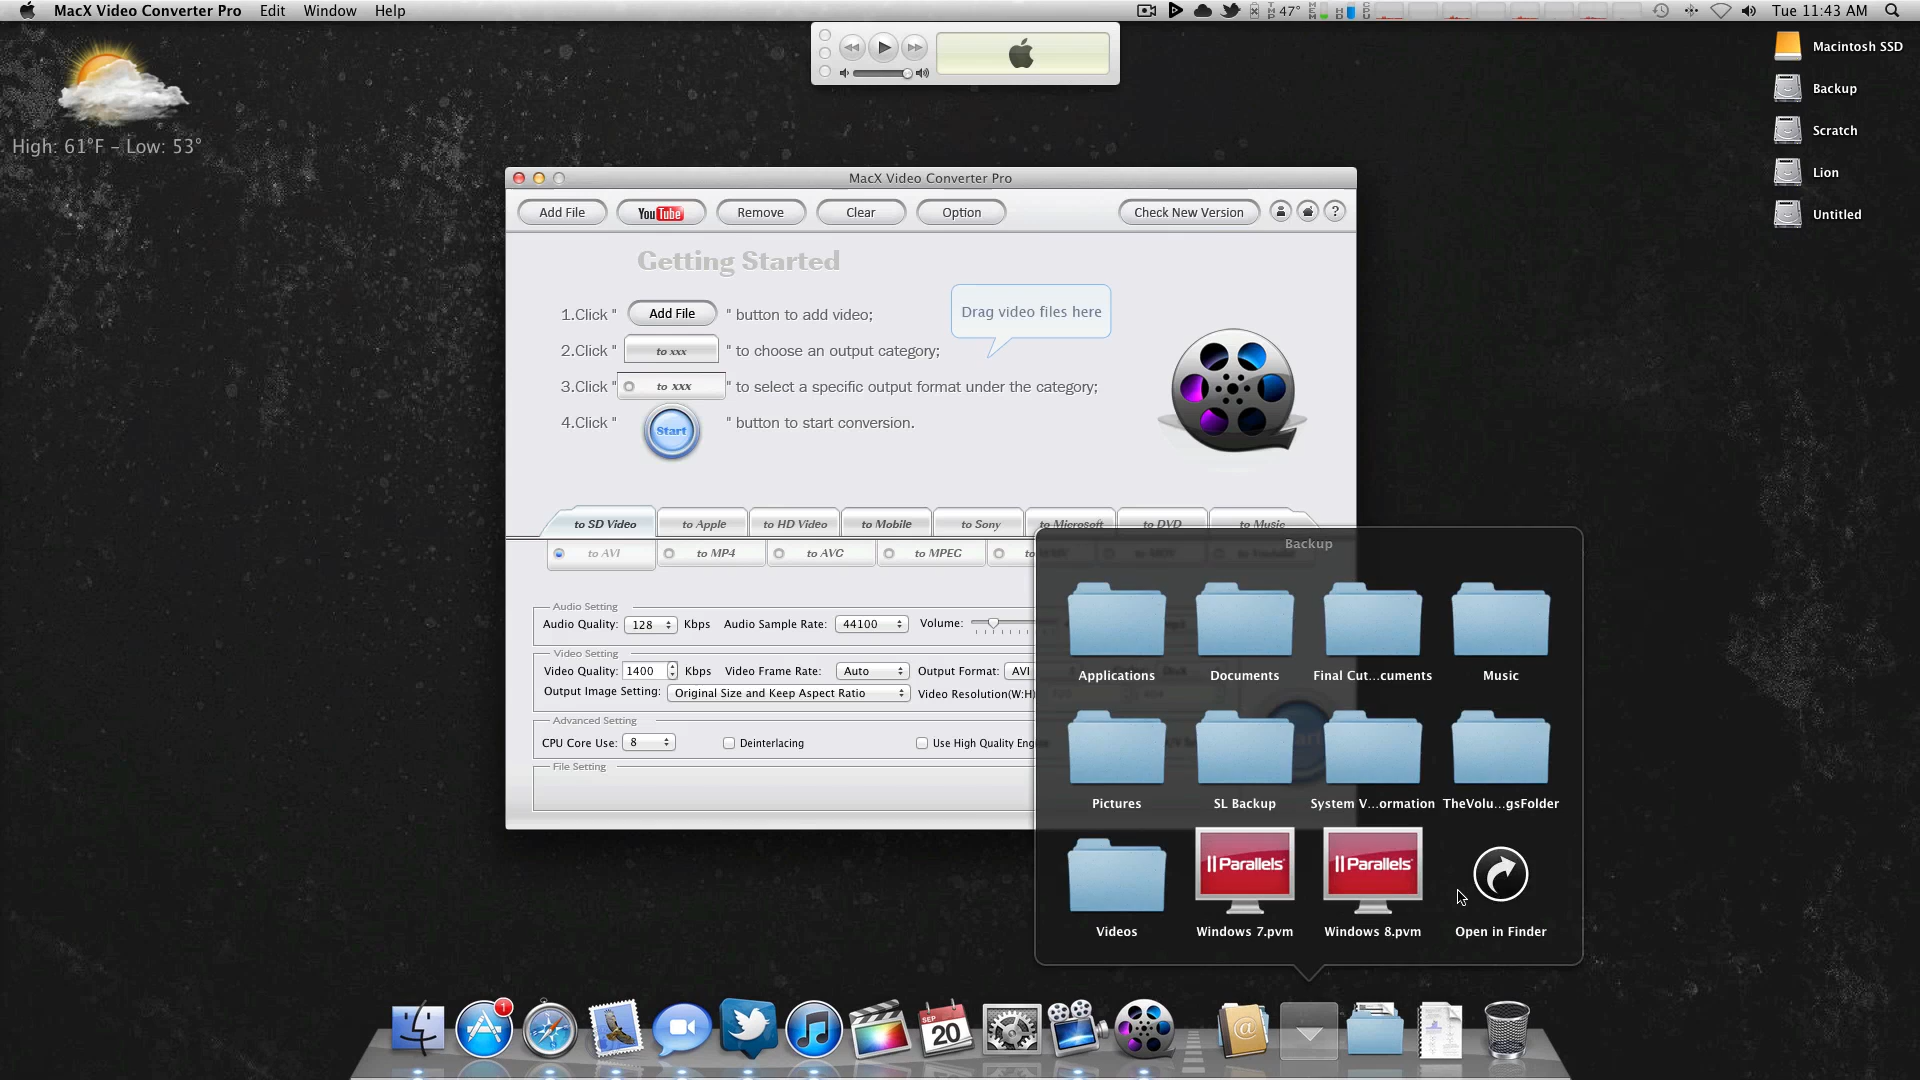 MacX Video Converter Pro Edit Window Help
47° Tue 11:43 AM
High: 61°F – Low: 53°
Macintosh SSD
Backup
Scratch
Lion
Untitled
MacX Video Converter Pro
Add File YouTube Remove Clear Option Check New Version ?
Getting Started
Drag video files here
1.Click " Add File " button to add video;
2.Click " to xxx " to choose an output category;
3.Click " to xxx " to select a specific output format under the category;
4.Click " Start " button to start conversion.
to SD Video to Apple to HD Video to Mobile to Sony to Microsoft to DVD to Music
to AVI to MP4 to AVC to MPEG
Audio Setting
Audio Quality: 128 Kbps Audio Sample Rate: 44100 Volume:
Video Setting
Video Quality: 1400 Kbps Video Frame Rate: Auto Output Format: AVI
Output Image Setting: Original Size and Keep Aspect Ratio Video Resolution(W:H)
Advanced Setting
CPU Core Use: 8 Deinterlacing Use High Quality Engine
File Setting
Backup
Applications Documents Final Cut...cuments Music
Pictures SL Backup System V...ormation TheVolu...gsFolder
|| Parallels || Parallels
Videos Windows 7.pvm Windows 8.pvm Open in Finder
1
SEP
20
@